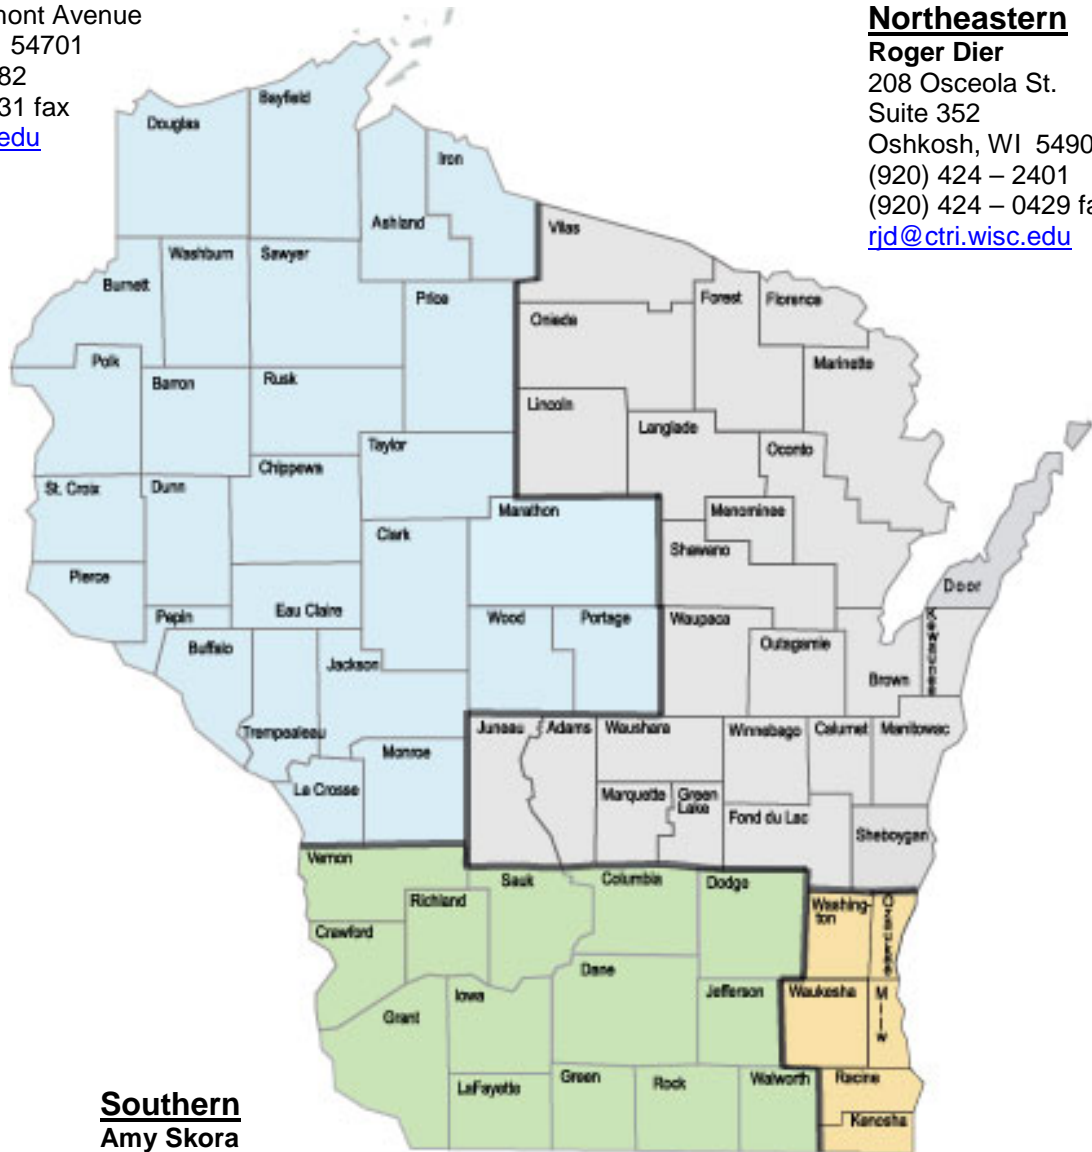 mont Avenue
54701
82
31 fax
edu
Northeastern
Roger Dier
208 Osceola St.
Suite 352
Oshkosh, WI 5490
(920) 424 – 2401
(920) 424 – 0429 fa
rjd@ctri.wisc.edu
Bayfield
Douglas
Iron
Ashland
Vilas
Washburn
Sawyer
Burnett
Price
Forest
Florence
Oneida
Polk
Marinette
Barron
Rusk
Lincoln
Langlade
Taylor
Oconto
Chippewa
St. Croix
Dunn
Marathon
Menominee
Clark
Shawano
Pierce
Door
Pepin
Eau Claire
Wood
Portage
Waupaca
Kewaunee
Outagamie
Buffalo
Jackson
Brown
Trempealeau
Juneau
Adams
Waushara
Winnebago
Calumet
Manitowac
Monroe
La Crosse
Marquette
Green
Lake
Fond du Lac
Sheboygan
Vernon
Sauk
Columbia
Dodge
Richland
Washing-
ton
Ozaukee
Crawford
Dane
Iowa
Jefferson
Waukesha
Milw
Grant
LaFayette
Green
Rock
Walworth
Racine
Kenosha
Southern
Amy Skora